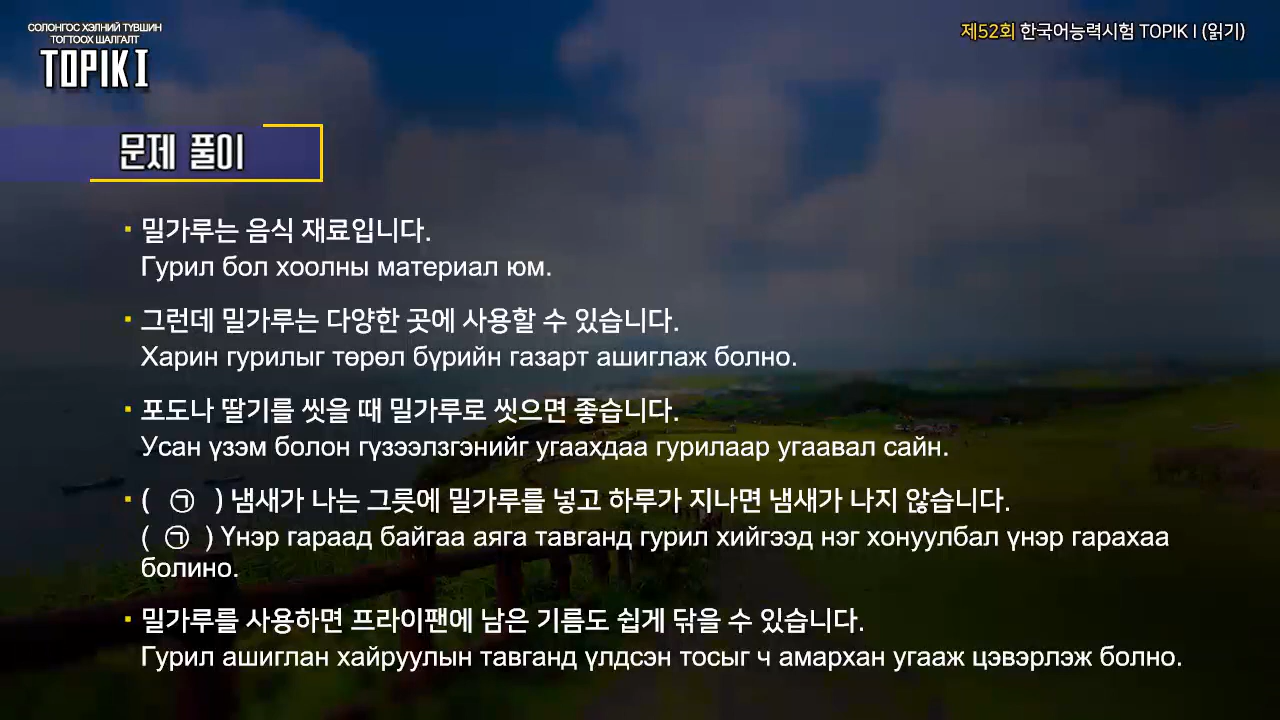 СОЛОНГОС ХЭЛНИЙ ТҮВШИН
ТОГТООХ ШАЛГАЛТ
TOPIK I
제52회 한국어능력시험 TOPIK I (읽기)
문제 풀이
· 밀가루는 음식 재료입니다.
Гурил бол хоолны материал юм.
· 그런데 밀가루는 다양한 곳에 사용할 수 있습니다.
Харин гурилыг төрөл бүрийн газарт ашиглаж болно.
· 포도나 딸기를 씻을 때 밀가루로 씻으면 좋습니다.
Усан үзэм болон гүзээлзгэнийг угаахдаа гурилаар угаавал сайн.
· ( ㉠ ) 냄새가 나는 그릇에 밀가루를 넣고 하루가 지나면 냄새가 나지 않습니다.
( ㉠ ) Үнэр гараад байгаа аяга тавганд гурил хийгээд нэг хонуулбал үнэр гарахаа
болино.
· 밀가루를 사용하면 프라이팬에 남은 기름도 쉽게 닦을 수 있습니다.
Гурил ашиглан хайруулын тавганд үлдсэн тосыг ч амархан угааж цэвэрлэж болно.